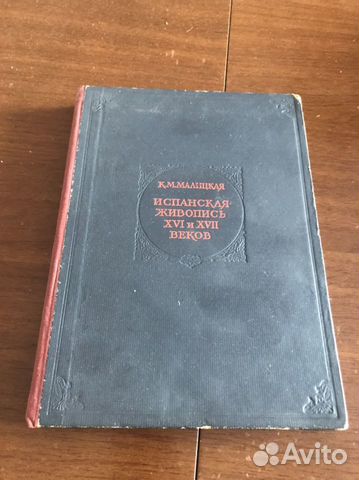 К. М. МАЛИЦКАЯ
ИСПАНСКАЯ
ЖИВОПИСЬ
XVI и XVII
ВЕКОВ
Avito